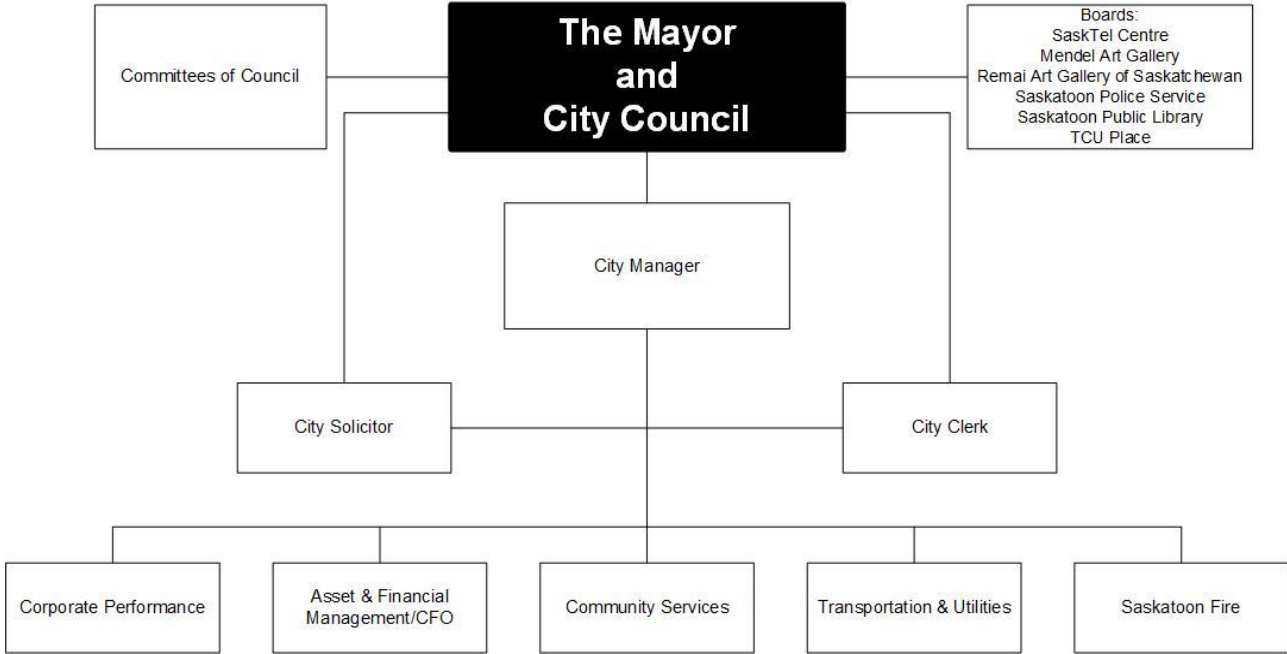 Committees of Council
The Mayor
and
City Council
Boards:
SaskTel Centre
Mendel Art Gallery
Remai Art Gallery of Saskatchewan
Saskatoon Police Service
Saskatoon Public Library
TCU Place
City Manager
City Solicitor
City Clerk
Corporate Performance
Asset & Financial
Management/CFO
Community Services
Transportation & Utilities
Saskatoon Fire